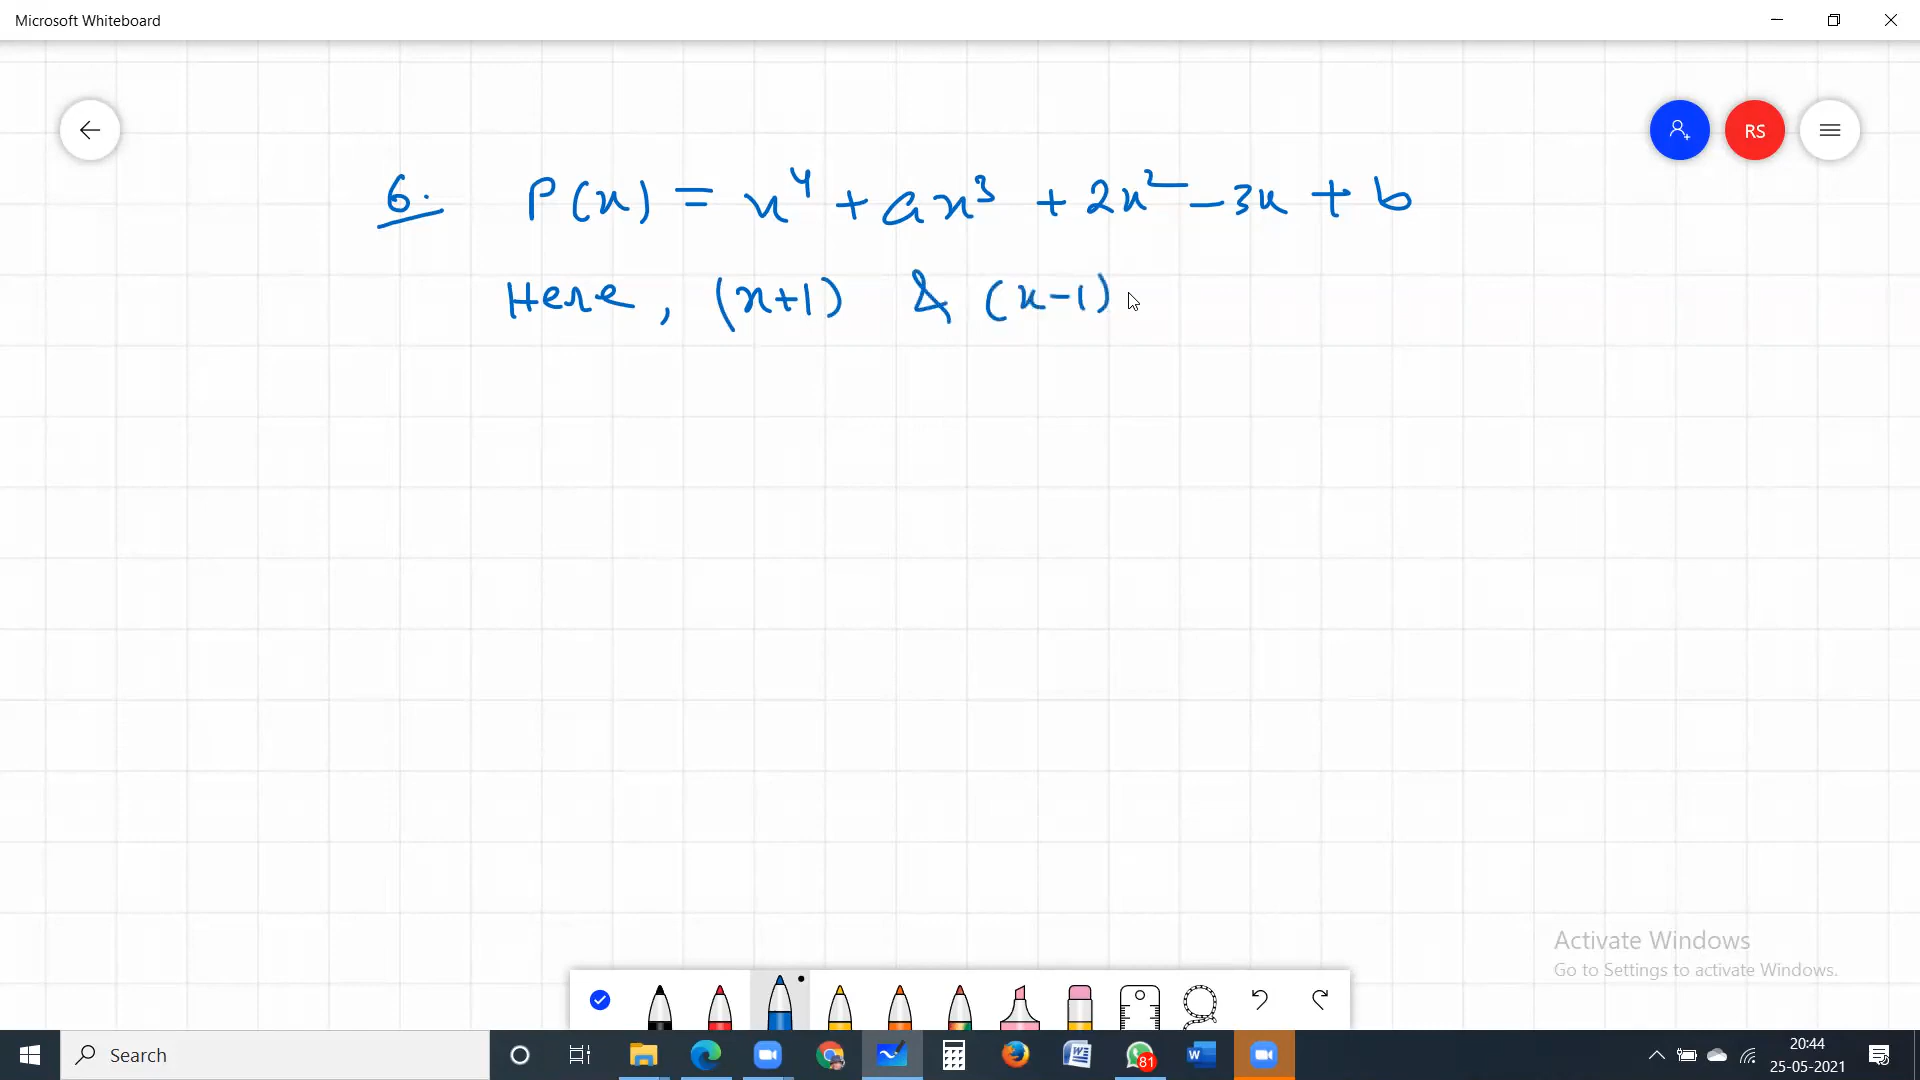 Microsoft Whiteboard
RS
6. P(x) = x⁴ + ax³ + 2x² - 3x + b
Here, (x+1) & (x-1)
Activate Windows
Go to Settings to activate Windows.
Search
81
20:44
25-05-2021